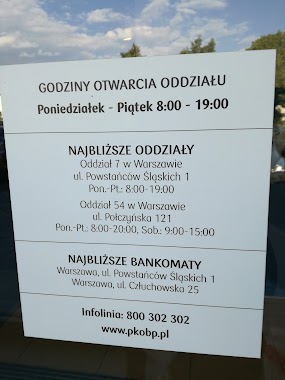 GODZINY OTWARCIA ODDZIAŁU
Poniedziałek - Piątek 8:00 - 19:00
NAJBLIŻSZE ODDZIAŁY
Oddział 7 w Warszawie
ul. Powstańców Śląskich 1
Pon.-Pt.: 8:00-19:00
Oddział 54 w Warszawie
ul. Połczyńska 121
Pon.-Pt.: 8:00-20:00, Sob.: 9:00-15:00
NAJBLIŻSZE BANKOMATY
Warszawa, ul. Powstańców Śląskich 1
Warszawa, ul. Człuchowska 25
Infolinia: 800 302 302
www.pkobp.pl